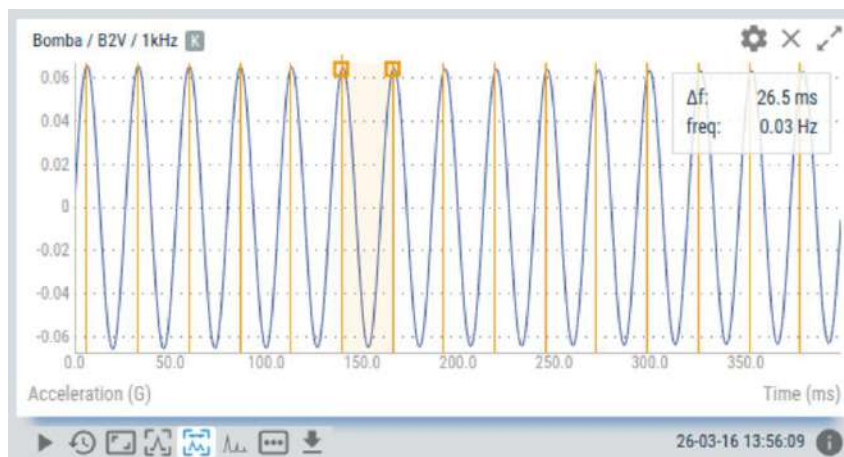 Bomba / B2V / 1kHz K
Δf: 26.5 ms
freq: 0.03 Hz
0.06
0.04
0.02
0
-0.02
-0.04
-0.06
0.0 50.0 100.0 150.0 200.0 250.0 300.0 350.0
Acceleration (G) Time (ms)
26-03-16 13:56:09